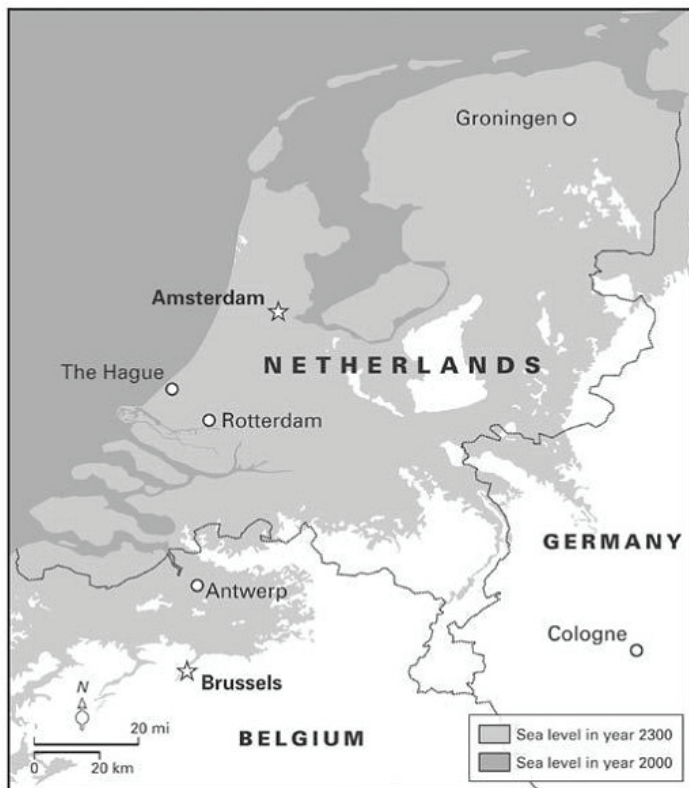 Groningen
Amsterdam
The Hague
NETHERLANDS
Rotterdam
GERMANY
Antwerp
Cologne
Brussels
N
20 mi
BELGIUM
0 20 km
Sea level in year 2300
Sea level in year 2000